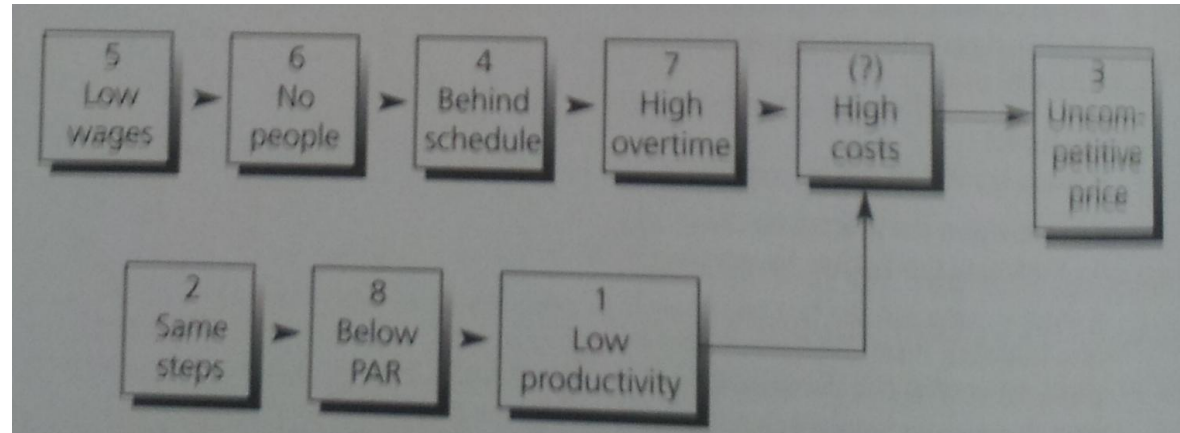 5
Low
wages
6
No
people
4
Behind
schedule
7
High
overtime
(?)
High
costs
3
Uncom-
petitive
price
2
Same
steps
8
Below
PAR
1
Low
productivity